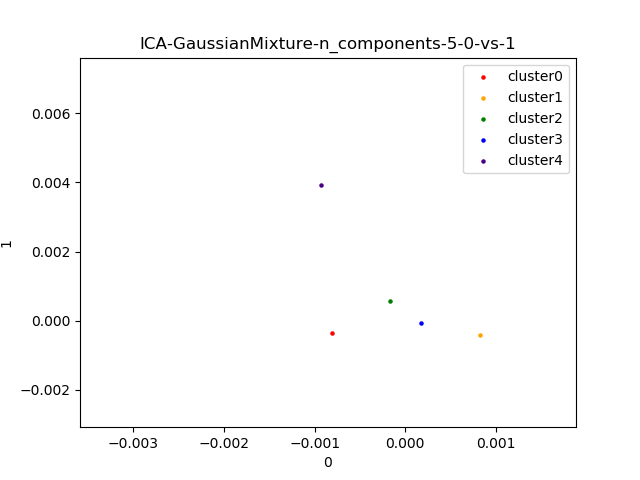 ICA-GaussianMixture-n_components-5-0-vs-1
cluster0
cluster1
cluster2
cluster3
cluster4
0.006
0.004
0.002
0.000
−0.002
1
−0.003
−0.002
−0.001
0.000
0.001
0